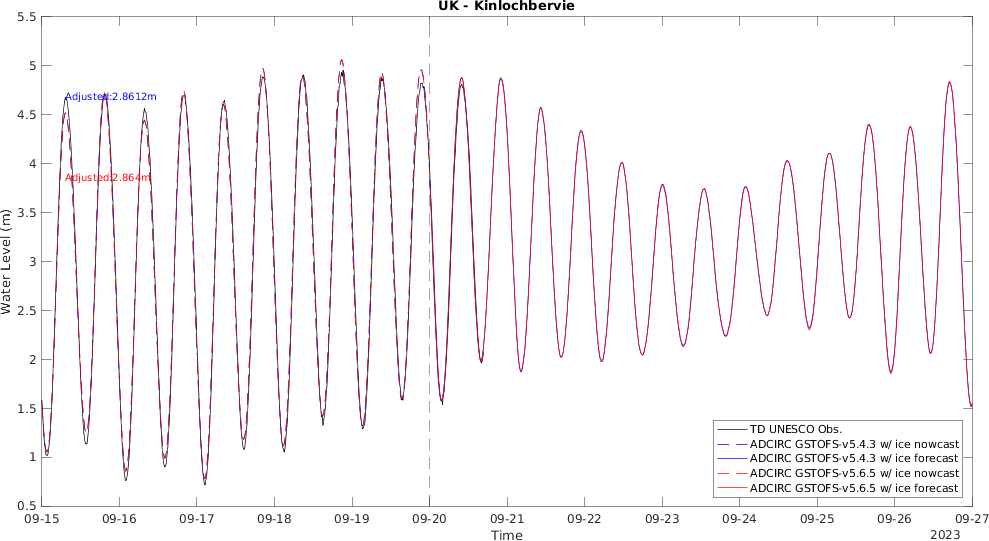 UK - Kinlochbervie
5.5
5
4.5
4
3.5
3
2.5
2
1.5
1
0.5
Water Level (m)
Adjusted:2.8612m
Adjusted:2.864m
TD UNESCO Obs.
ADCIRC GSTOFS-v5.4.3 w/ ice nowcast
ADCIRC GSTOFS-v5.4.3 w/ ice forecast
ADCIRC GSTOFS-v5.6.5 w/ ice nowcast
ADCIRC GSTOFS-v5.6.5 w/ ice forecast
09-15 09-16 09-17 09-18 09-19 09-20 09-21 09-22 09-23 09-24 09-25 09-26 09-27
Time
2023